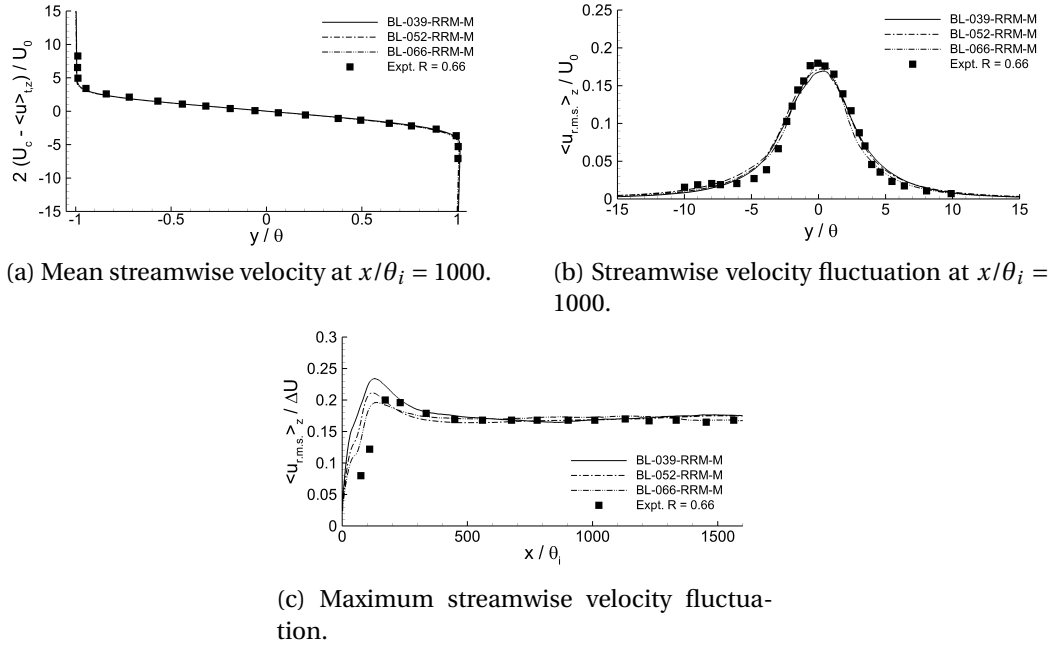 15
10
5
0
-5
-10
-15
-1
-0.5
0
0.5
1
y / θ
2 (U_c - <u>_{t,z}) / U_0
BL-039-RRM-M
BL-052-RRM-M
BL-066-RRM-M
Expt. R = 0.66
0.25
0.2
0.15
0.1
0.05
0
-15
-10
-5
0
5
10
15
y / θ
<u_{r.m.s.}>_z / U_0
BL-039-RRM-M
BL-052-RRM-M
BL-066-RRM-M
Expt. R = 0.66
(a) Mean streamwise velocity at x/θ_i = 1000.
(b) Streamwise velocity fluctuation at x/θ_i =
1000.
0.3
0.25
0.2
0.15
0.1
0.05
0
0
500
1000
1500
x / θ_i
<u_{r.m.s.}>_z / ΔU
BL-039-RRM-M
BL-052-RRM-M
BL-066-RRM-M
Expt. R = 0.66
(c) Maximum streamwise velocity fluctua-
tion.